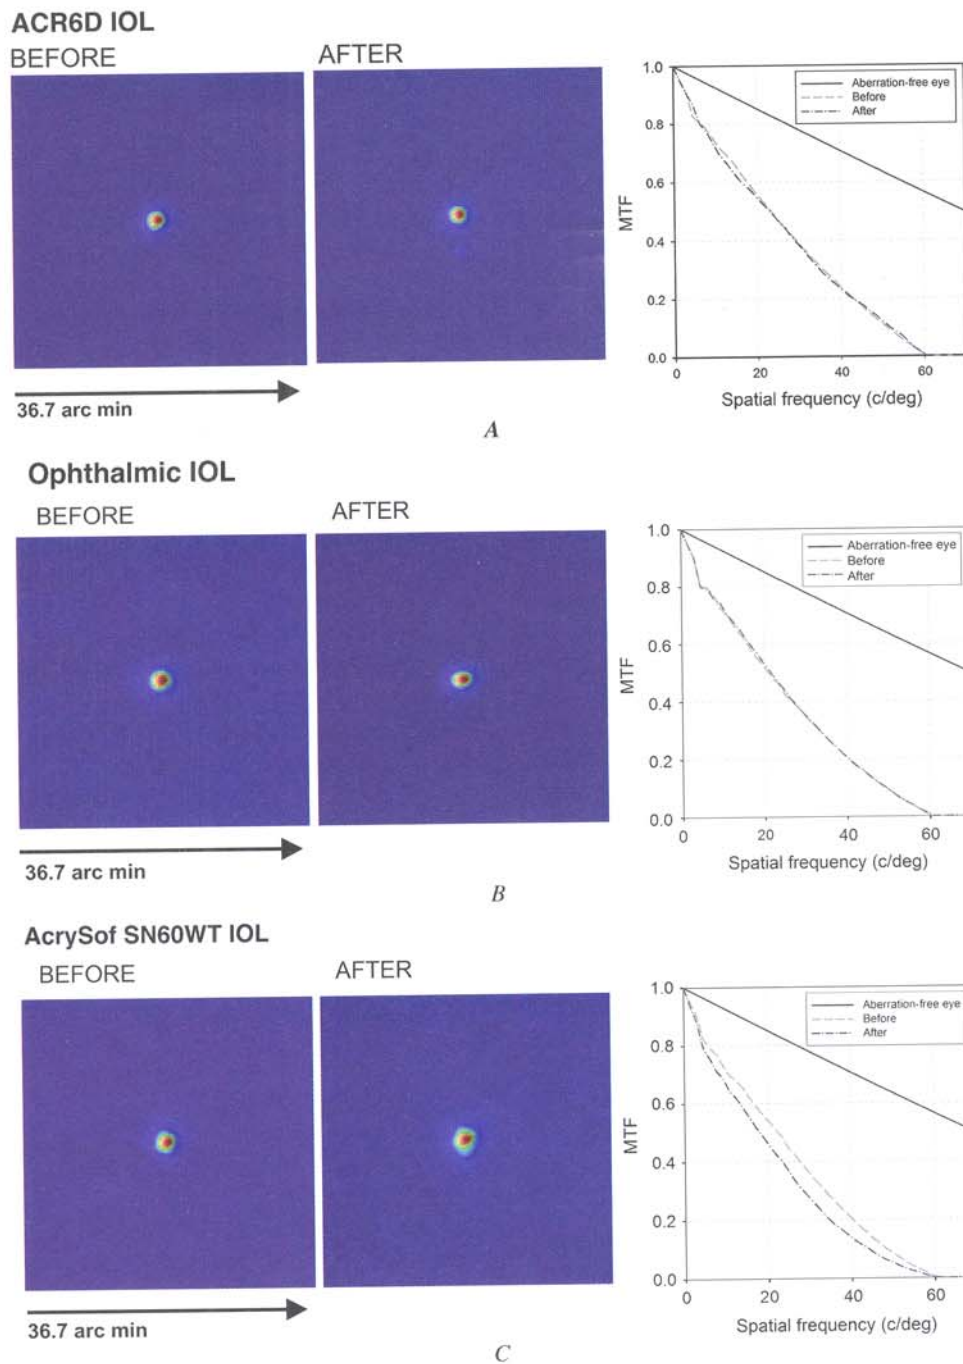 ACR6D IOL
BEFORE
AFTER
36.7 arc min
1.0
0.8
0.6
0.4
0.2
0.0
MTF
Aberration-free eye
Before
After
0 20 40 60
Spatial frequency (c/deg)
A
Ophthalmic IOL
BEFORE
AFTER
36.7 arc min
1.0
0.8
0.6
0.4
0.2
0.0
MTF
Aberration-free eye
Before
After
0 20 40 60
Spatial frequency (c/deg)
B
AcrySof SN60WT IOL
BEFORE
AFTER
36.7 arc min
1.0
0.8
0.6
0.4
0.2
0.0
MTF
Aberration-free eye
Before
After
0 20 40 60
Spatial frequency (c/deg)
C